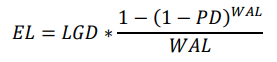 EL = LGD * (1 − (1 − PD)^WAL) / WAL